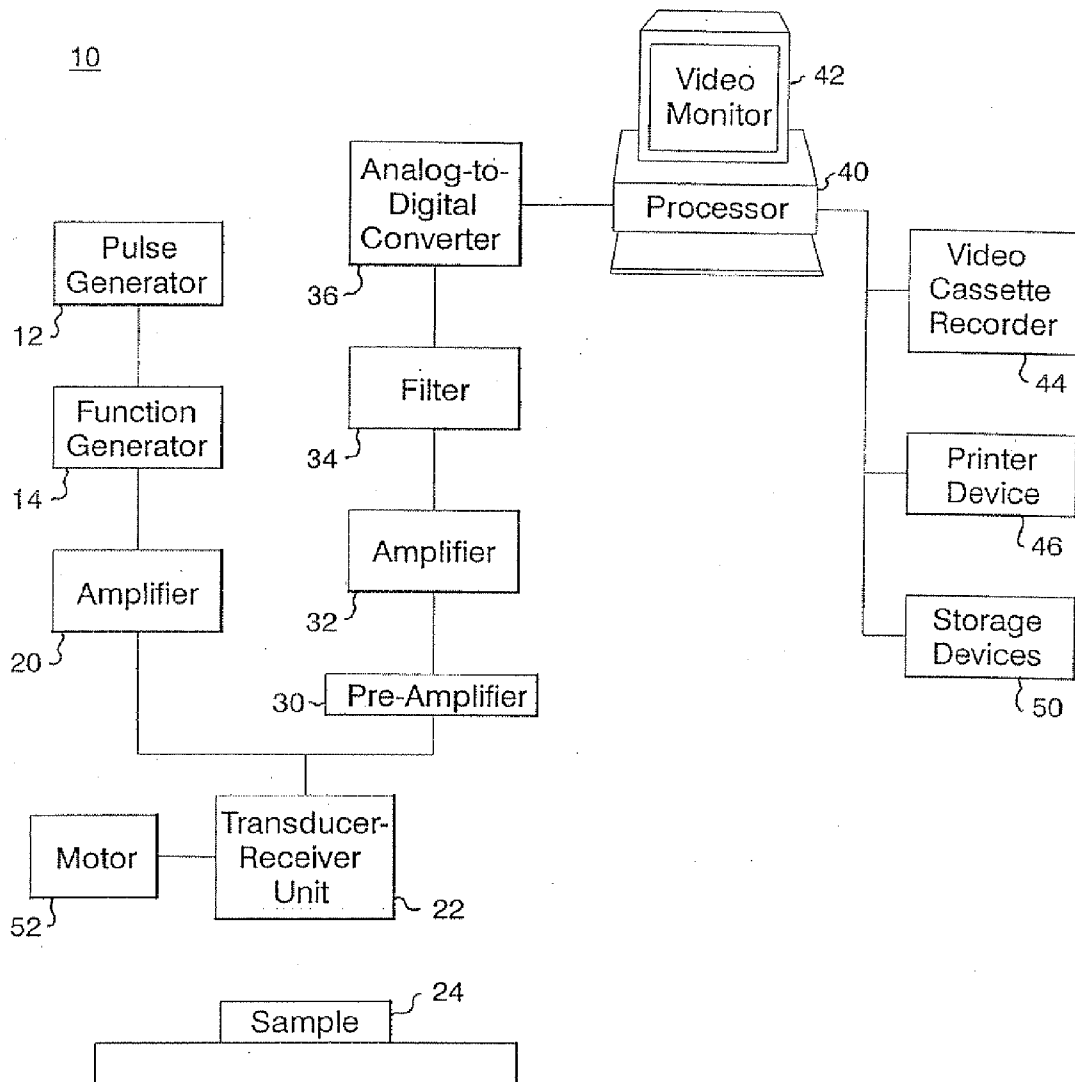 10
Video
Monitor
42
Analog-to-
Digital
Converter
36
40
Processor
Pulse
Generator
12
Video
Cassette
Recorder
44
Filter
34
Function
Generator
14
Printer
Device
46
Amplifier
32
Amplifier
20
Storage
Devices
50
30
Pre-Amplifier
Transducer-
Receiver
Unit
22
Motor
52
24
Sample